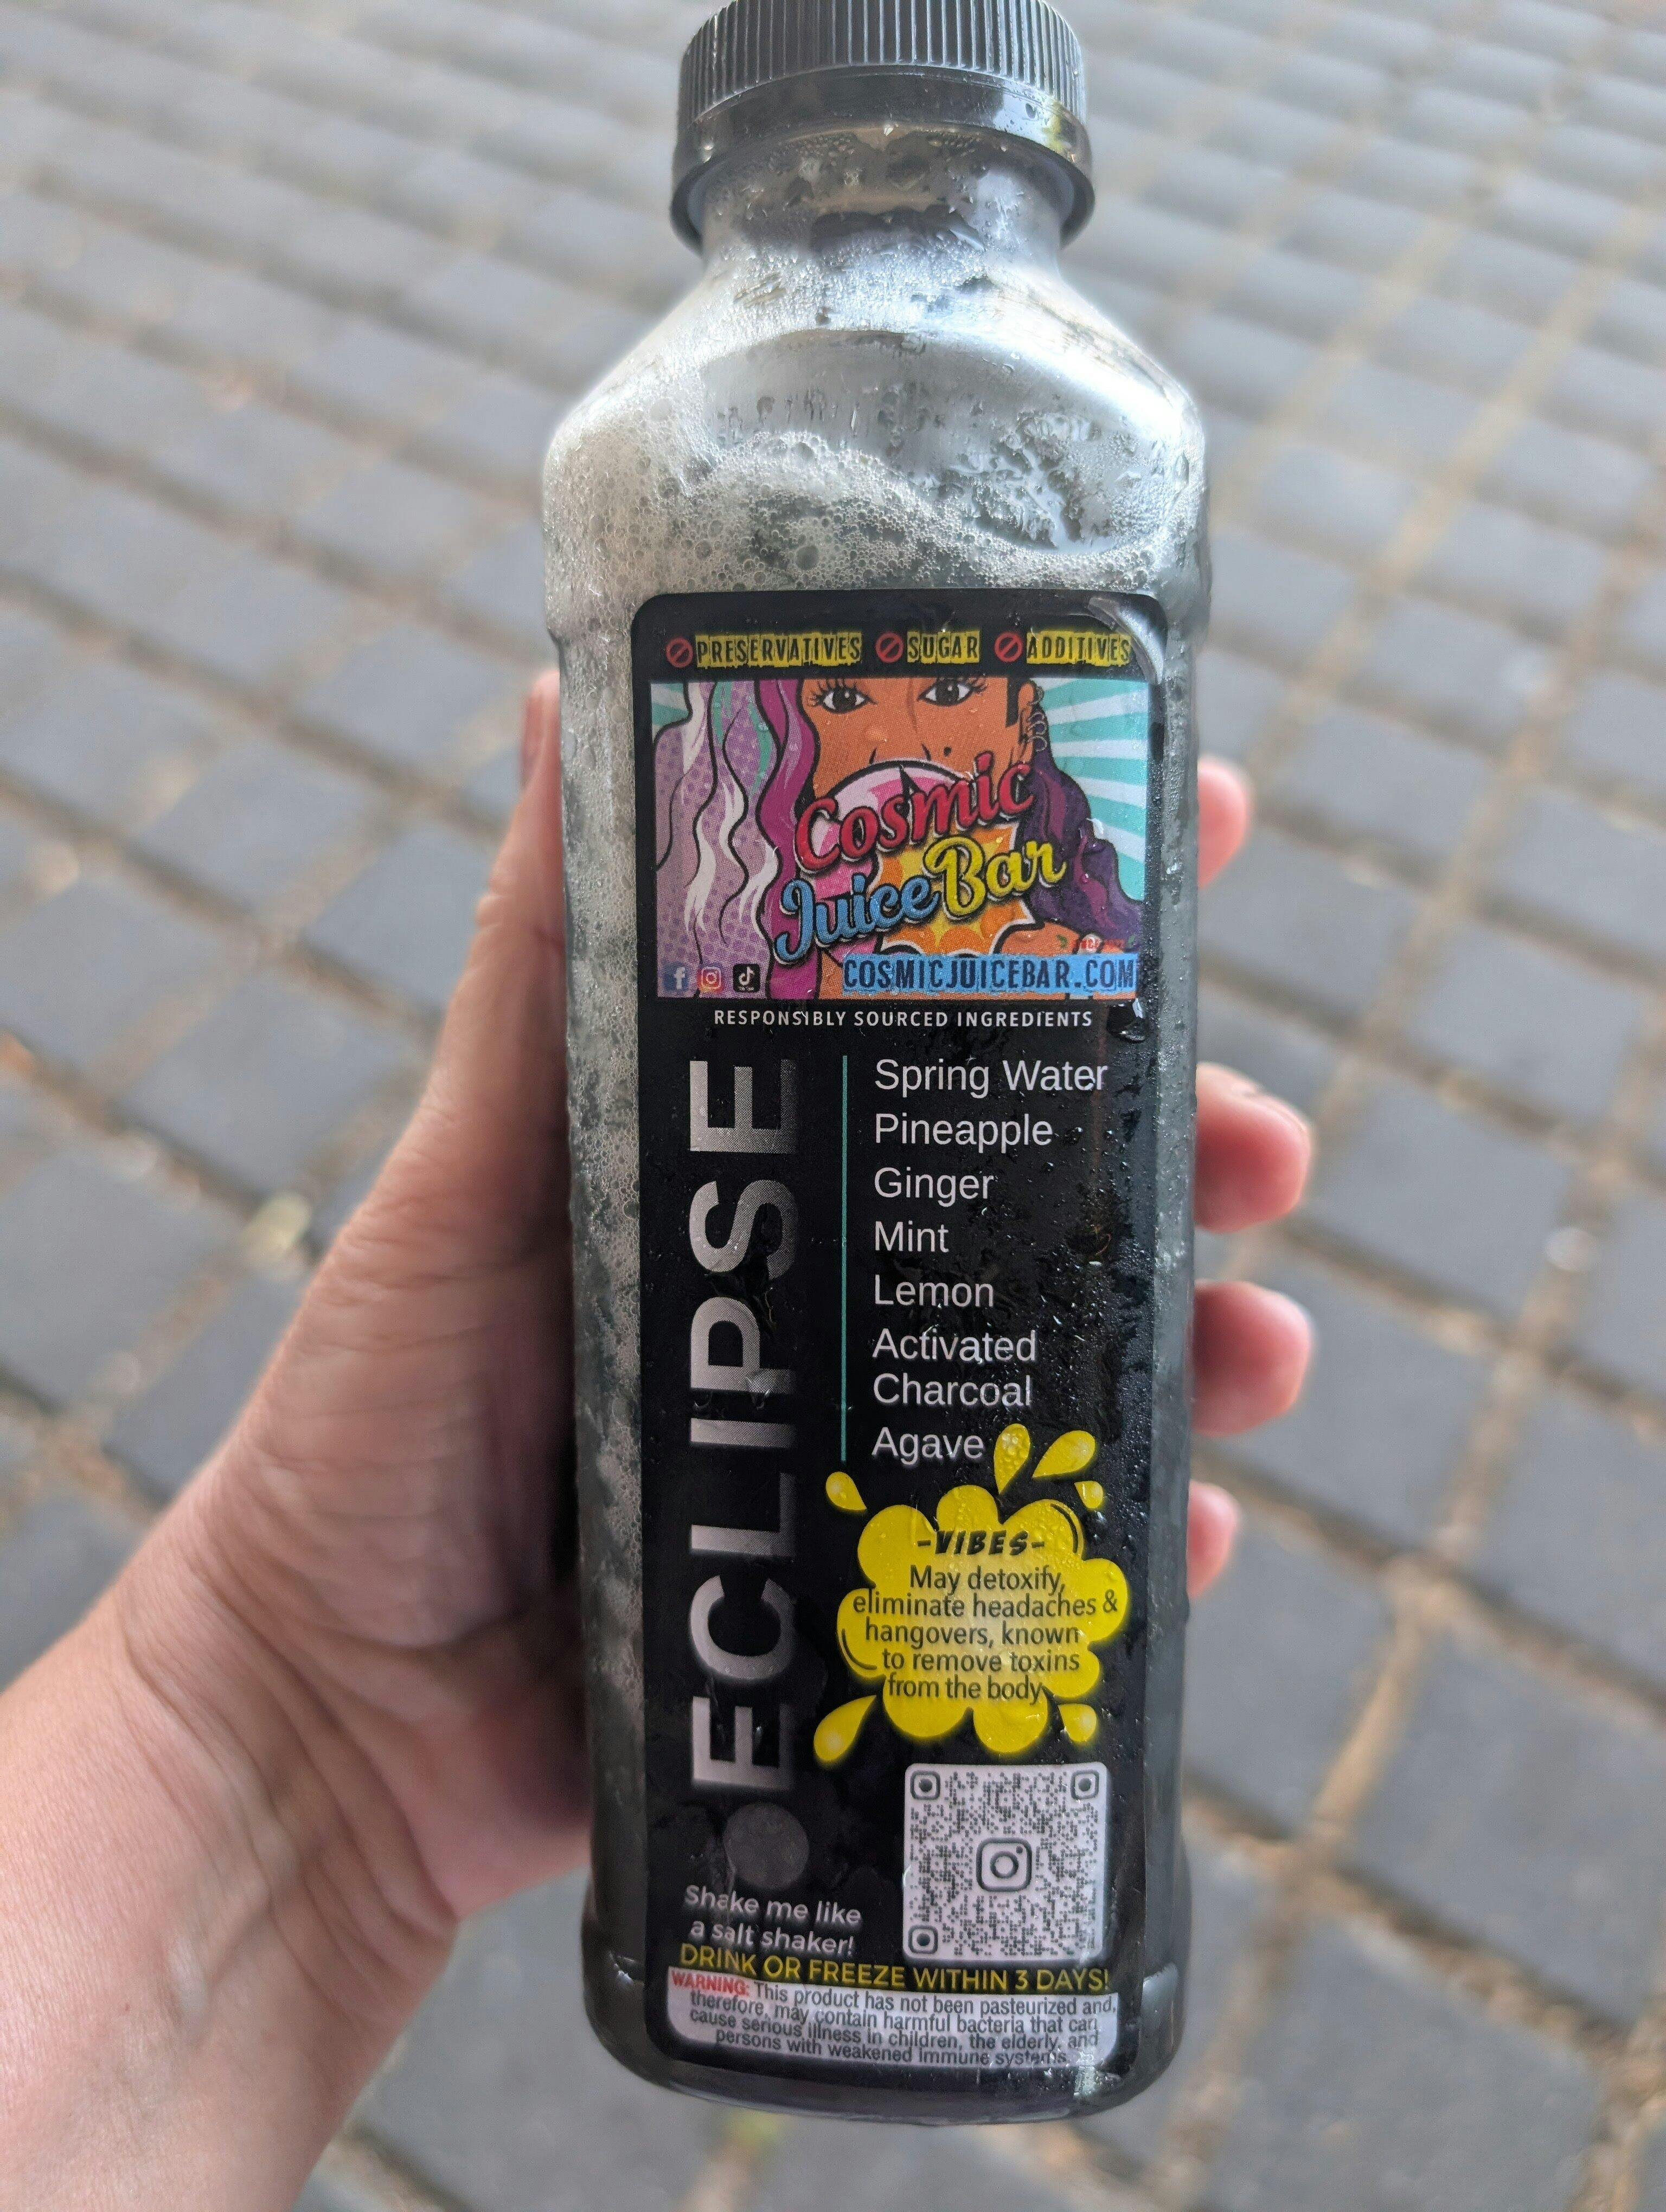 PRESERVATIVES SUGAR ADDITIVES
Cosmic
Juice Bar
COSMICJUICEBAR.COM
RESPONSIBLY SOURCED INGREDIENTS
ECLIPSE
Spring Water
Pineapple
Ginger
Mint
Lemon
Activated
Charcoal
Agave
-VIBES-
May detoxify,
eliminate headaches &
hangovers, known
to remove toxins
from the body
Shake me like
a salt shaker!
DRINK OR FREEZE WITHIN 3 DAYS!
WARNING: This product has not been pasteurized and,
therefore, may contain harmful bacteria that can
cause serious illness in children, the elderly, and
persons with weakened immune systems.